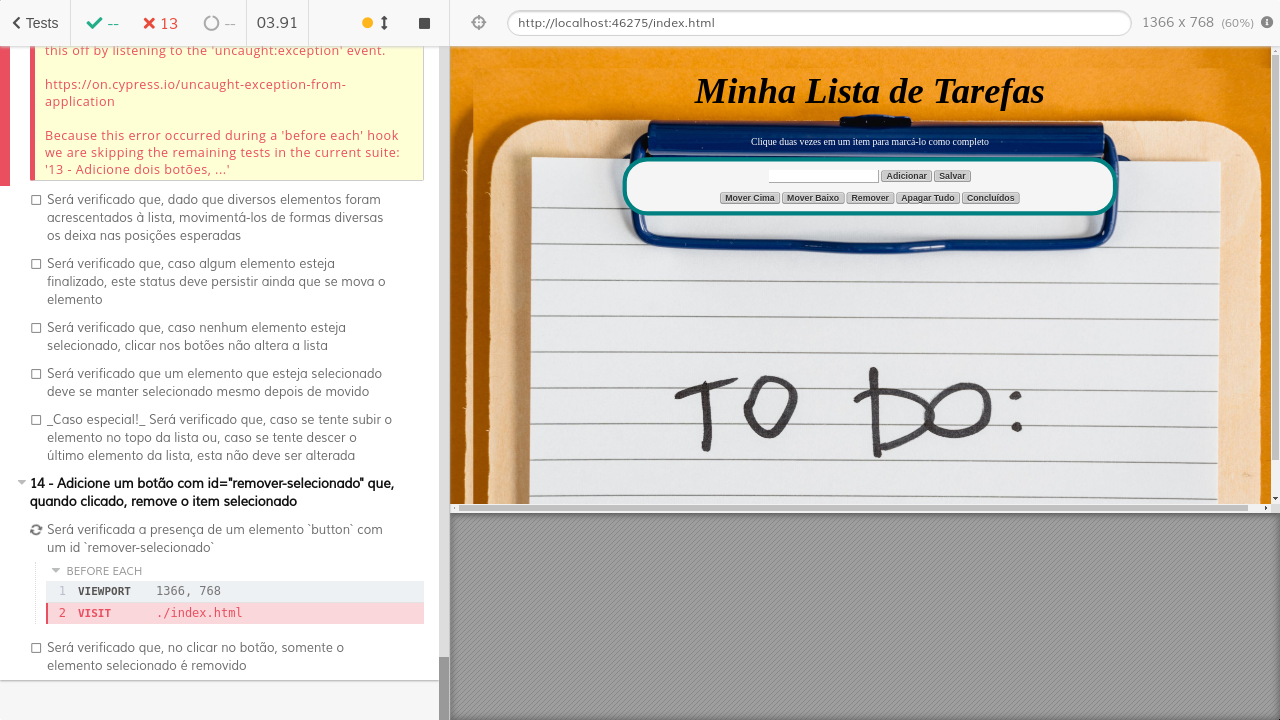 Tests
--
13
--
03.91
http://localhost:46275/index.html
1366 x 768 (60%)
this off by listening to the 'uncaught:exception' event.
https://on.cypress.io/uncaught-exception-from-
application
Because this error occurred during a 'before each' hook
we are skipping the remaining tests in the current suite:
'13 - Adicione dois botões, ...'
Será verificado que, dado que diversos elementos foram
acrescentados à lista, movimentá-los de formas diversas
os deixa nas posições esperadas
Será verificado que, caso algum elemento esteja
finalizado, este status deve persistir ainda que se mova o
elemento
Será verificado que, caso nenhum elemento esteja
selecionado, clicar nos botões não altera a lista
Será verificado que um elemento que esteja selecionado
deve se manter selecionado mesmo depois de movido
_Caso especial!_ Será verificado que, caso se tente subir o
elemento no topo da lista ou, caso se tente descer o
último elemento da lista, esta não deve ser alterada
14 - Adicione um botão com id="remover-selecionado" que,
quando clicado, remove o item selecionado
Será verificada a presença de um elemento `button` com
um id `remover-selecionado`
BEFORE EACH
1 VIEWPORT 1366, 768
2 VISIT ./index.html
Será verificado que, no clicar no botão, somente o
elemento selecionado é removido
Minha Lista de Tarefas
Clique duas vezes em um item para marcá-lo como completo
Adicionar Salvar
Mover Cima Mover Baixo Remover Apagar Tudo Concluídos
TO DO: